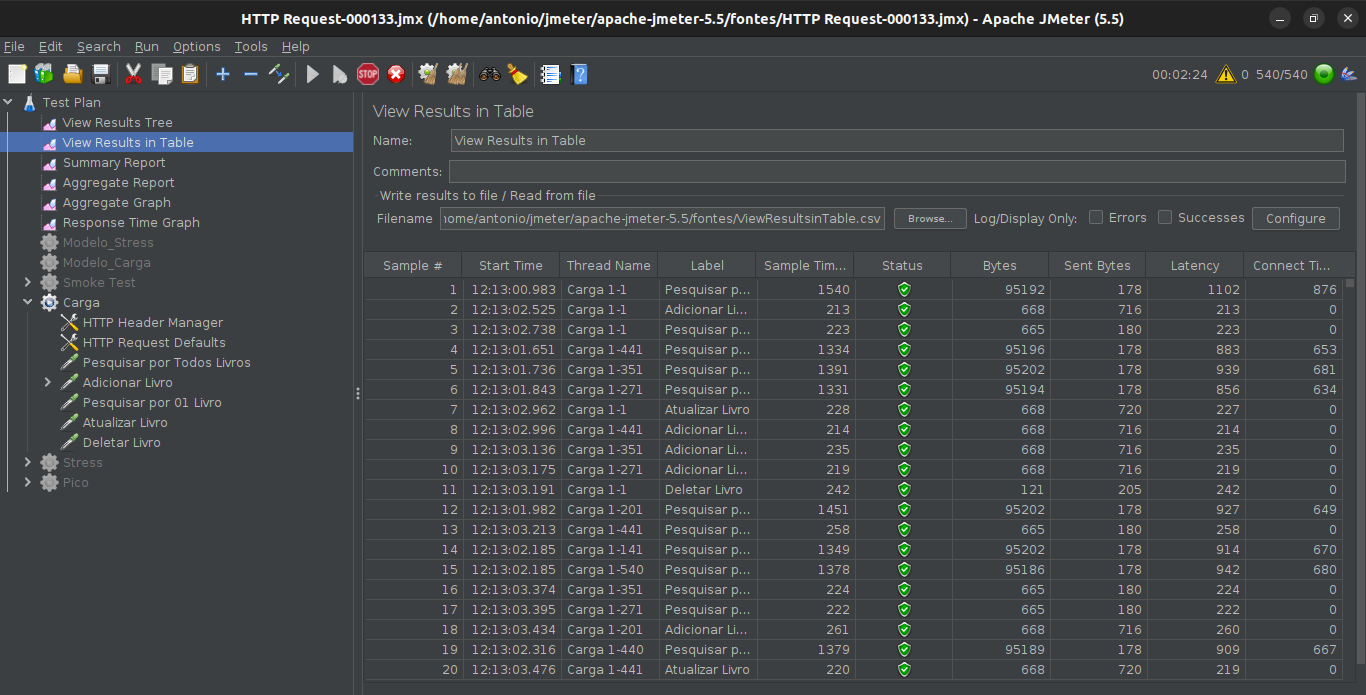 HTTP Request-000133.jmx (/home/antonio/jmeter/apache-jmeter-5.5/fontes/HTTP Request-000133.jmx) - Apache JMeter (5.5)
File Edit Search Run Options Tools Help
STOP 00:02:24 0 540/540
Test Plan
View Results Tree
View Results in Table
Summary Report
Aggregate Report
Aggregate Graph
Response Time Graph
Modelo_Stress
Modelo_Carga
Smoke Test
Carga
HTTP Header Manager
HTTP Request Defaults
Pesquisar por Todos Livros
Adicionar Livro
Pesquisar por 01 Livro
Atualizar Livro
Deletar Livro
Stress
Pico
View Results in Table
Name: View Results in Table
Comments:
Write results to file / Read from file
Filename home/antonio/jmeter/apache-jmeter-5.5/fontes/ViewResultsinTable.csv Browse... Log/Display Only: Errors Successes Configure
Sample # Start Time Thread Name Label Sample Tim... Status Bytes Sent Bytes Latency Connect Ti...
1 12:13:00.983 Carga 1-1 Pesquisar p... 1540 95192 178 1102 876
2 12:13:02.525 Carga 1-1 Adicionar Li... 213 668 716 213 0
3 12:13:02.738 Carga 1-1 Pesquisar p... 223 665 180 223 0
4 12:13:01.651 Carga 1-441 Pesquisar p... 1334 95196 178 883 653
5 12:13:01.736 Carga 1-351 Pesquisar p... 1391 95202 178 939 681
6 12:13:01.843 Carga 1-271 Pesquisar p... 1331 95194 178 856 634
7 12:13:02.962 Carga 1-1 Atualizar Livro 228 668 720 227 0
8 12:13:02.996 Carga 1-441 Adicionar Li... 214 668 716 214 0
9 12:13:03.136 Carga 1-351 Adicionar Li... 235 668 716 235 0
10 12:13:03.175 Carga 1-271 Adicionar Li... 219 668 716 219 0
11 12:13:03.191 Carga 1-1 Deletar Livro 242 121 205 242 0
12 12:13:01.982 Carga 1-201 Pesquisar p... 1451 95202 178 927 649
13 12:13:03.213 Carga 1-441 Pesquisar p... 258 665 180 258 0
14 12:13:02.185 Carga 1-141 Pesquisar p... 1349 95202 178 914 670
15 12:13:02.185 Carga 1-540 Pesquisar p... 1378 95186 178 942 680
16 12:13:03.374 Carga 1-351 Pesquisar p... 224 665 180 224 0
17 12:13:03.395 Carga 1-271 Pesquisar p... 222 665 180 222 0
18 12:13:03.434 Carga 1-201 Adicionar Li... 261 668 716 260 0
19 12:13:02.316 Carga 1-440 Pesquisar p... 1379 95189 178 909 667
20 12:13:03.476 Carga 1-441 Atualizar Livro 220 668 720 219 0